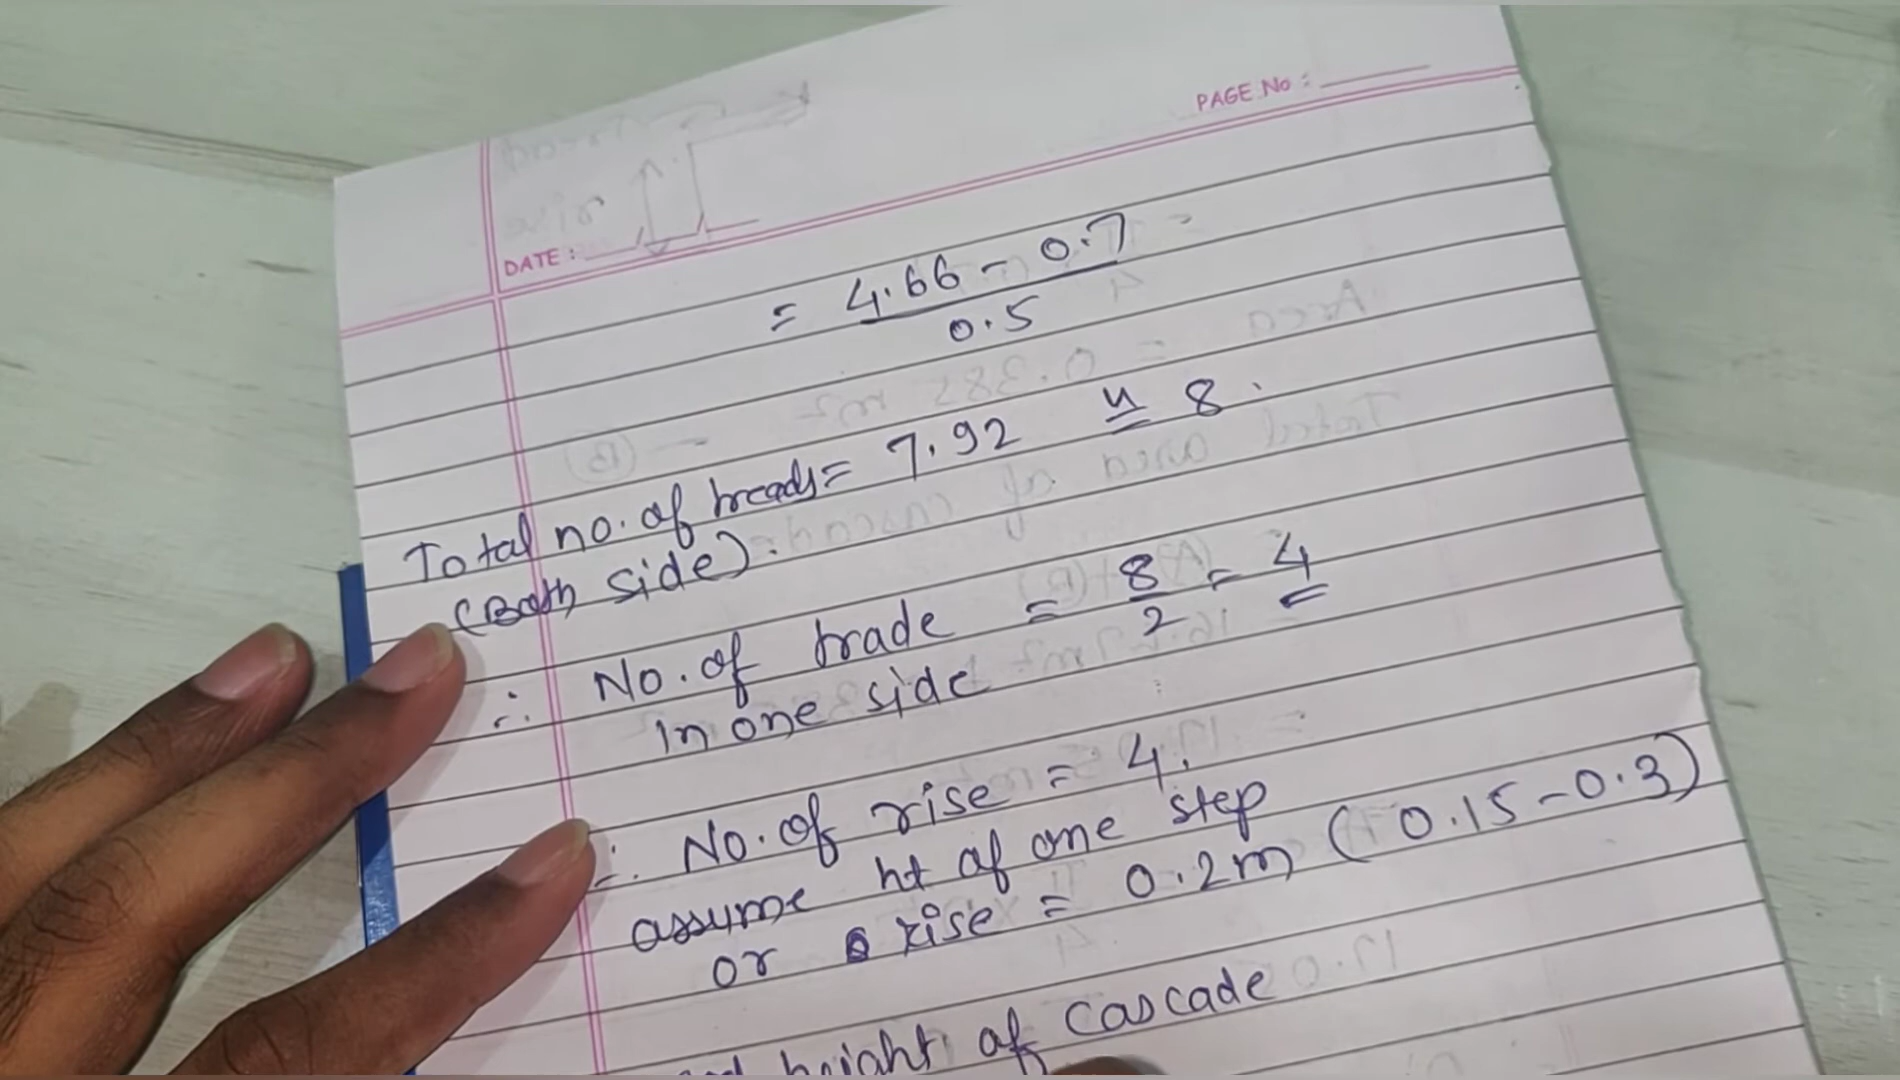 PAGE No :
DATE :
= 4.66 - 0.7
0.5
Total no. of treads = 7.92 ≃ 8.
(Both side).
∴ No. of trade = 8/2 = 4
in one side
∴ No. of rise = 4.
assume ht of one step
or rise = 0.2m (0.15-0.3)
height of cascade